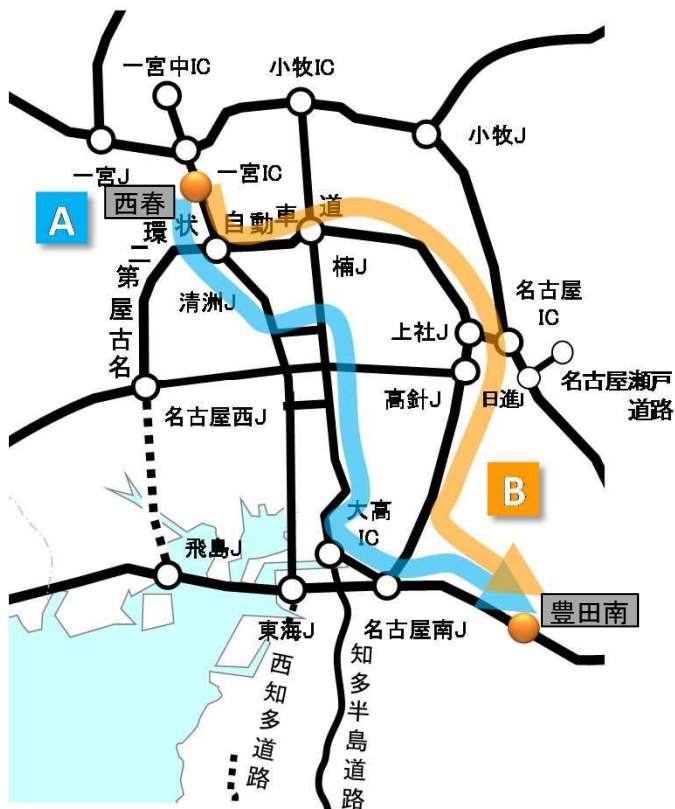 一宮中IC
小牧IC
小牧J
一宮J
一宮IC
A
西春
名古屋第二環状自動車道
清洲J
楠J
名古屋
IC
上社J
名古屋瀬戸
道路
日進J
高針J
名古屋西J
B
大高
IC
飛島J
豊田南
東海J
名古屋南J
西知多道路
知多半島道路